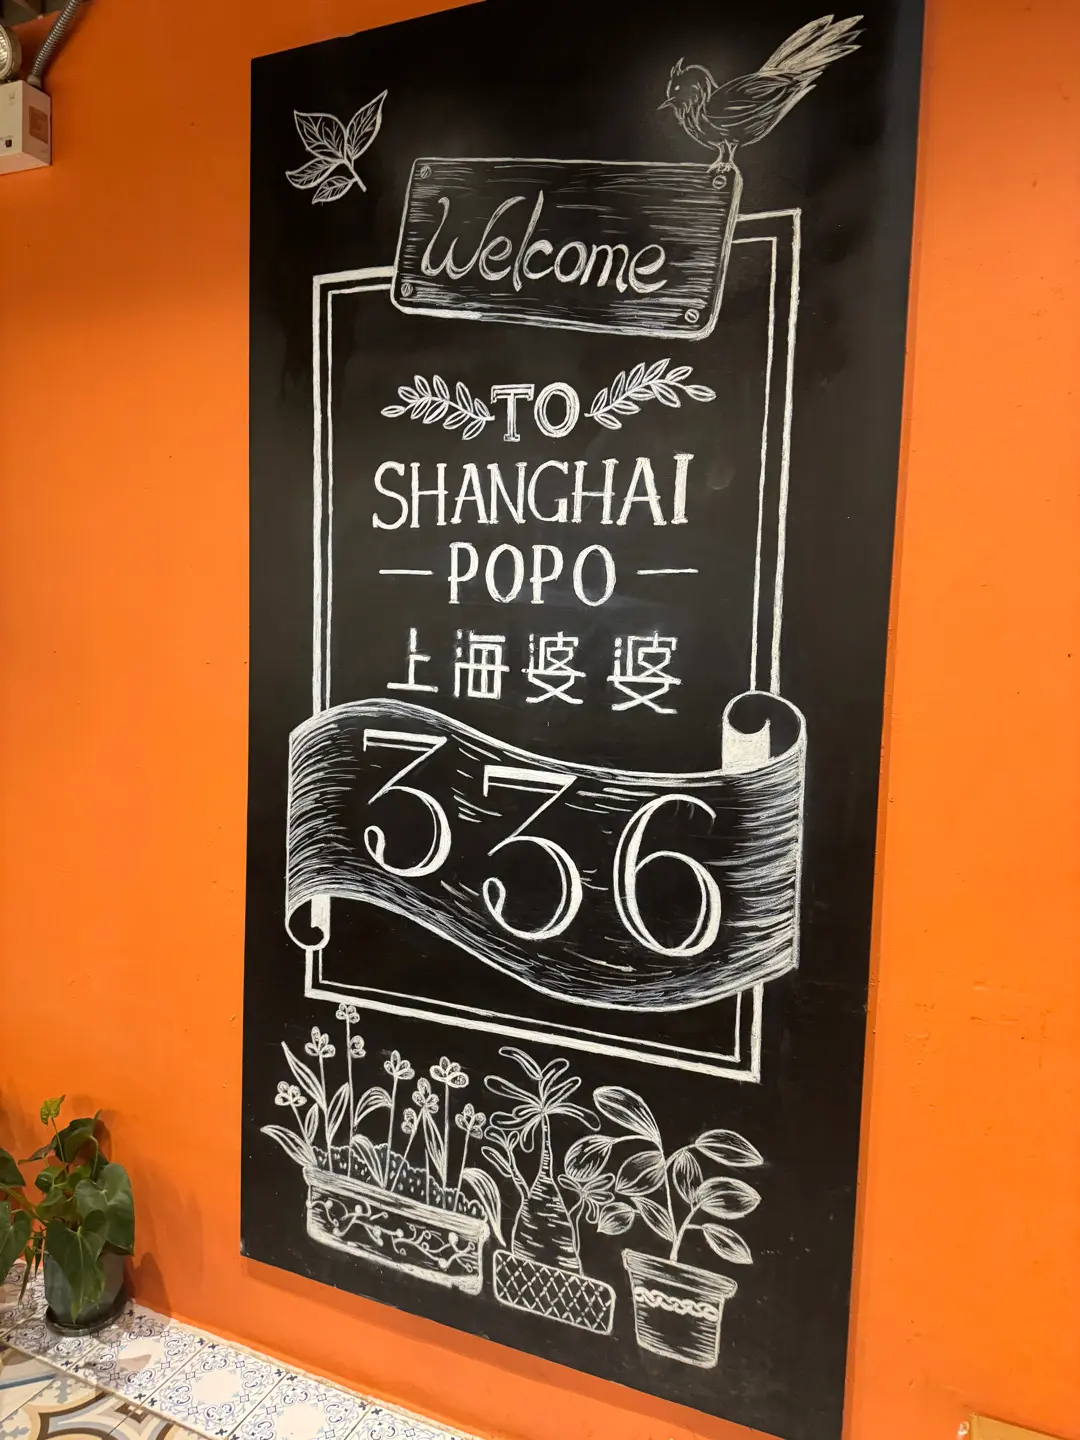 Welcome
TO
SHANGHAI
POPO
上海婆婆
336